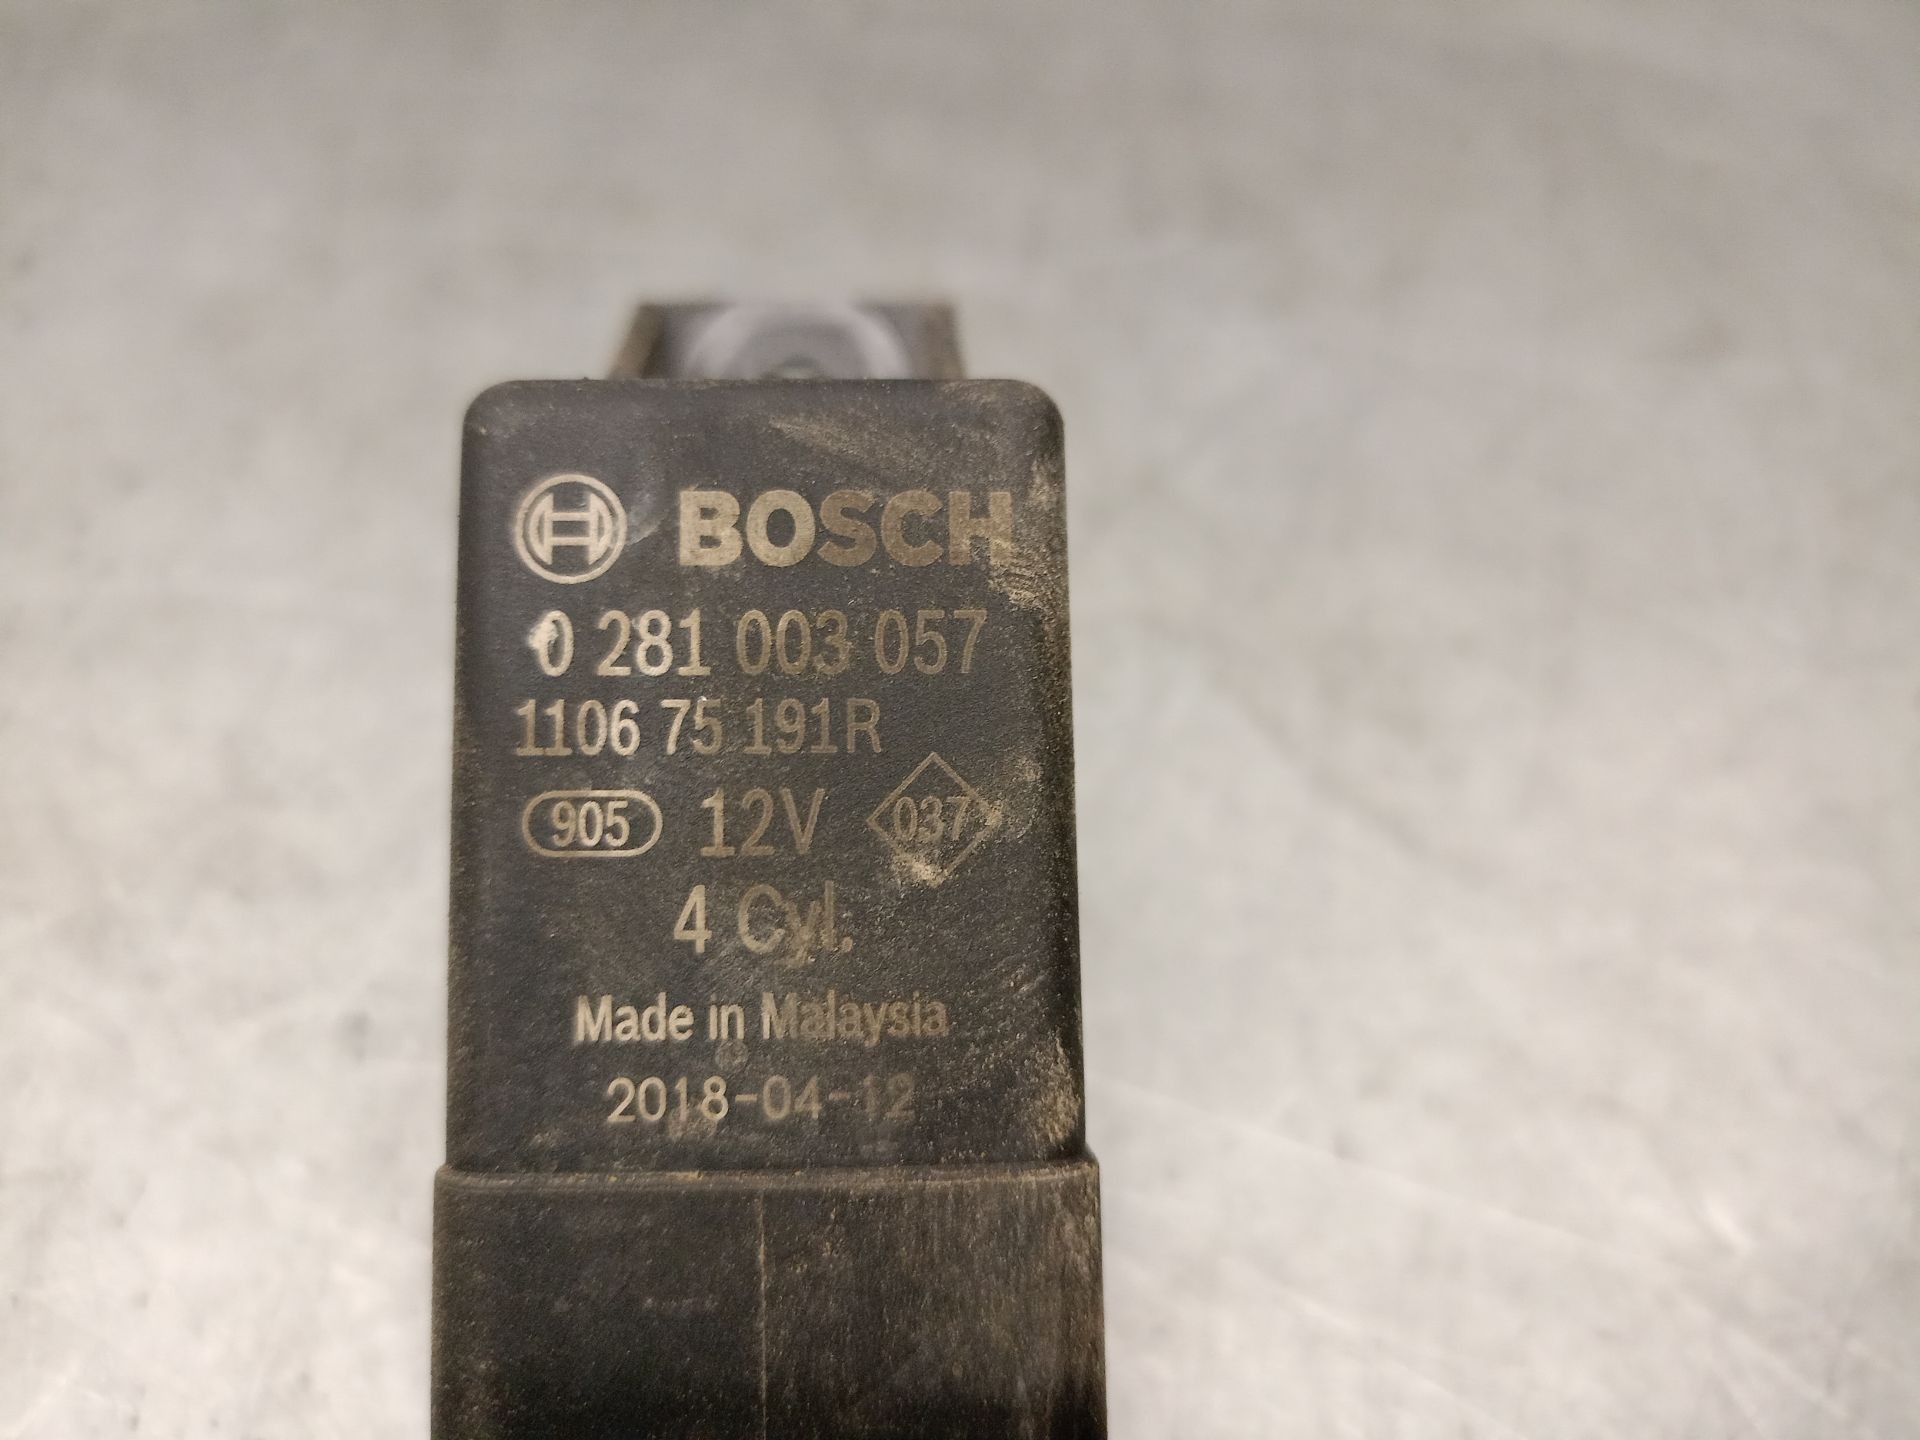 BOSCH
0 281 003 057
1106 75 191R
905 12V 037
4 Cyl.
Made in Malaysia
2018-04-12